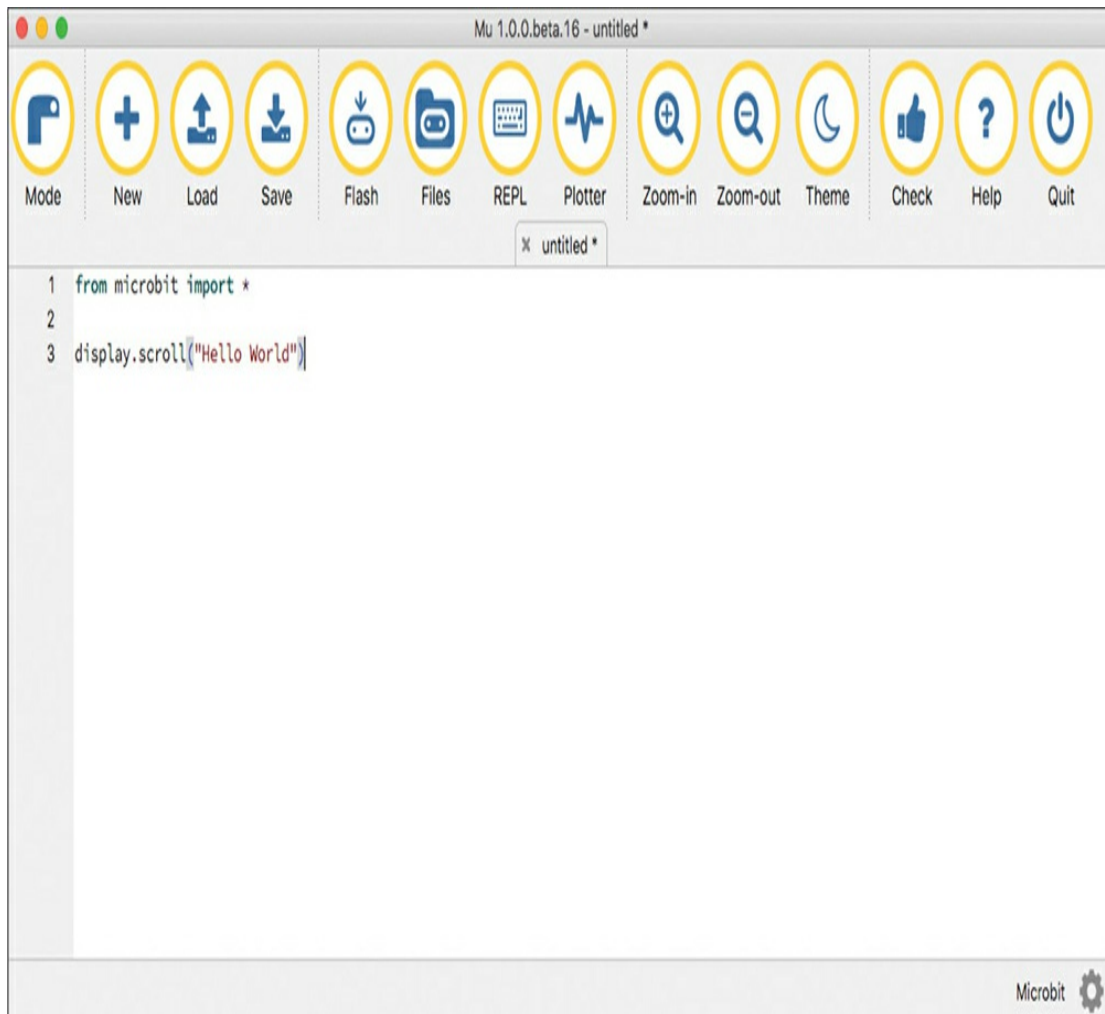 Mu 1.0.0.beta.16 - untitled *
Mode New Load Save Flash Files REPL Plotter Zoom-in Zoom-out Theme Check Help Quit
untitled *
1 from microbit import *
2
3 display.scroll("Hello World")
Microbit